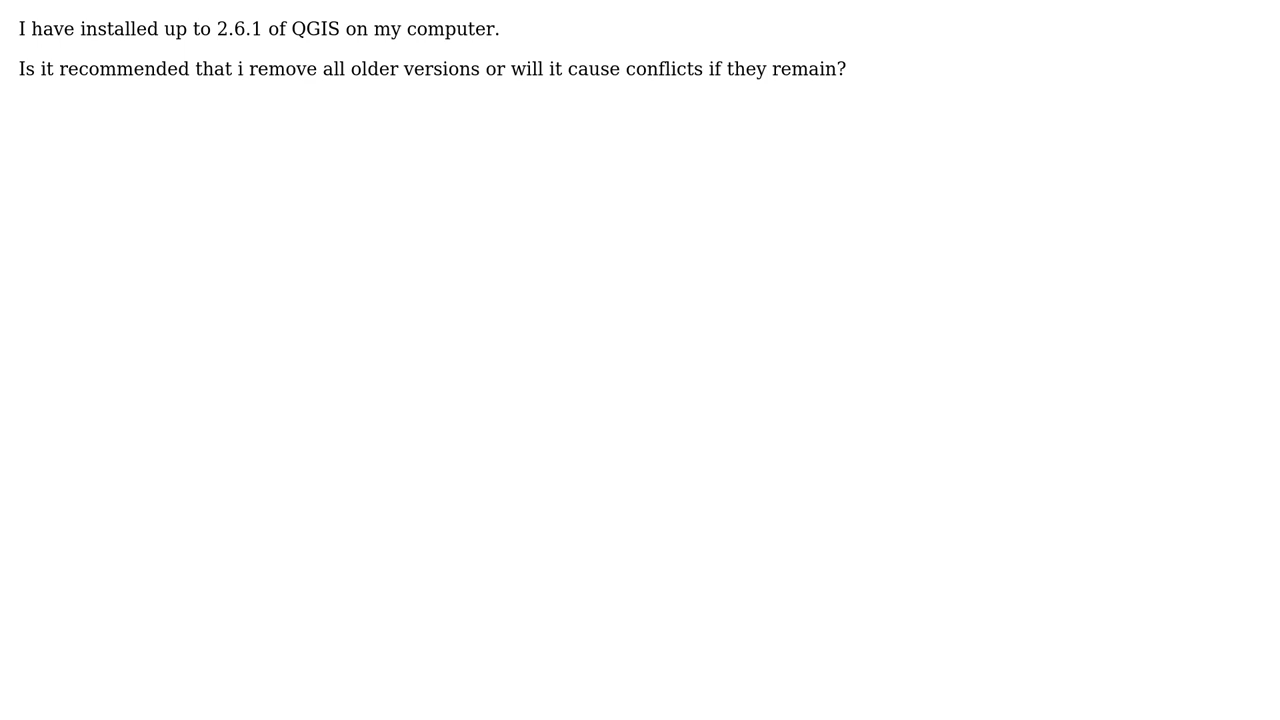 I have installed up to 2.6.1 of QGIS on my computer.
Is it recommended that i remove all older versions or will it cause conflicts if they remain?